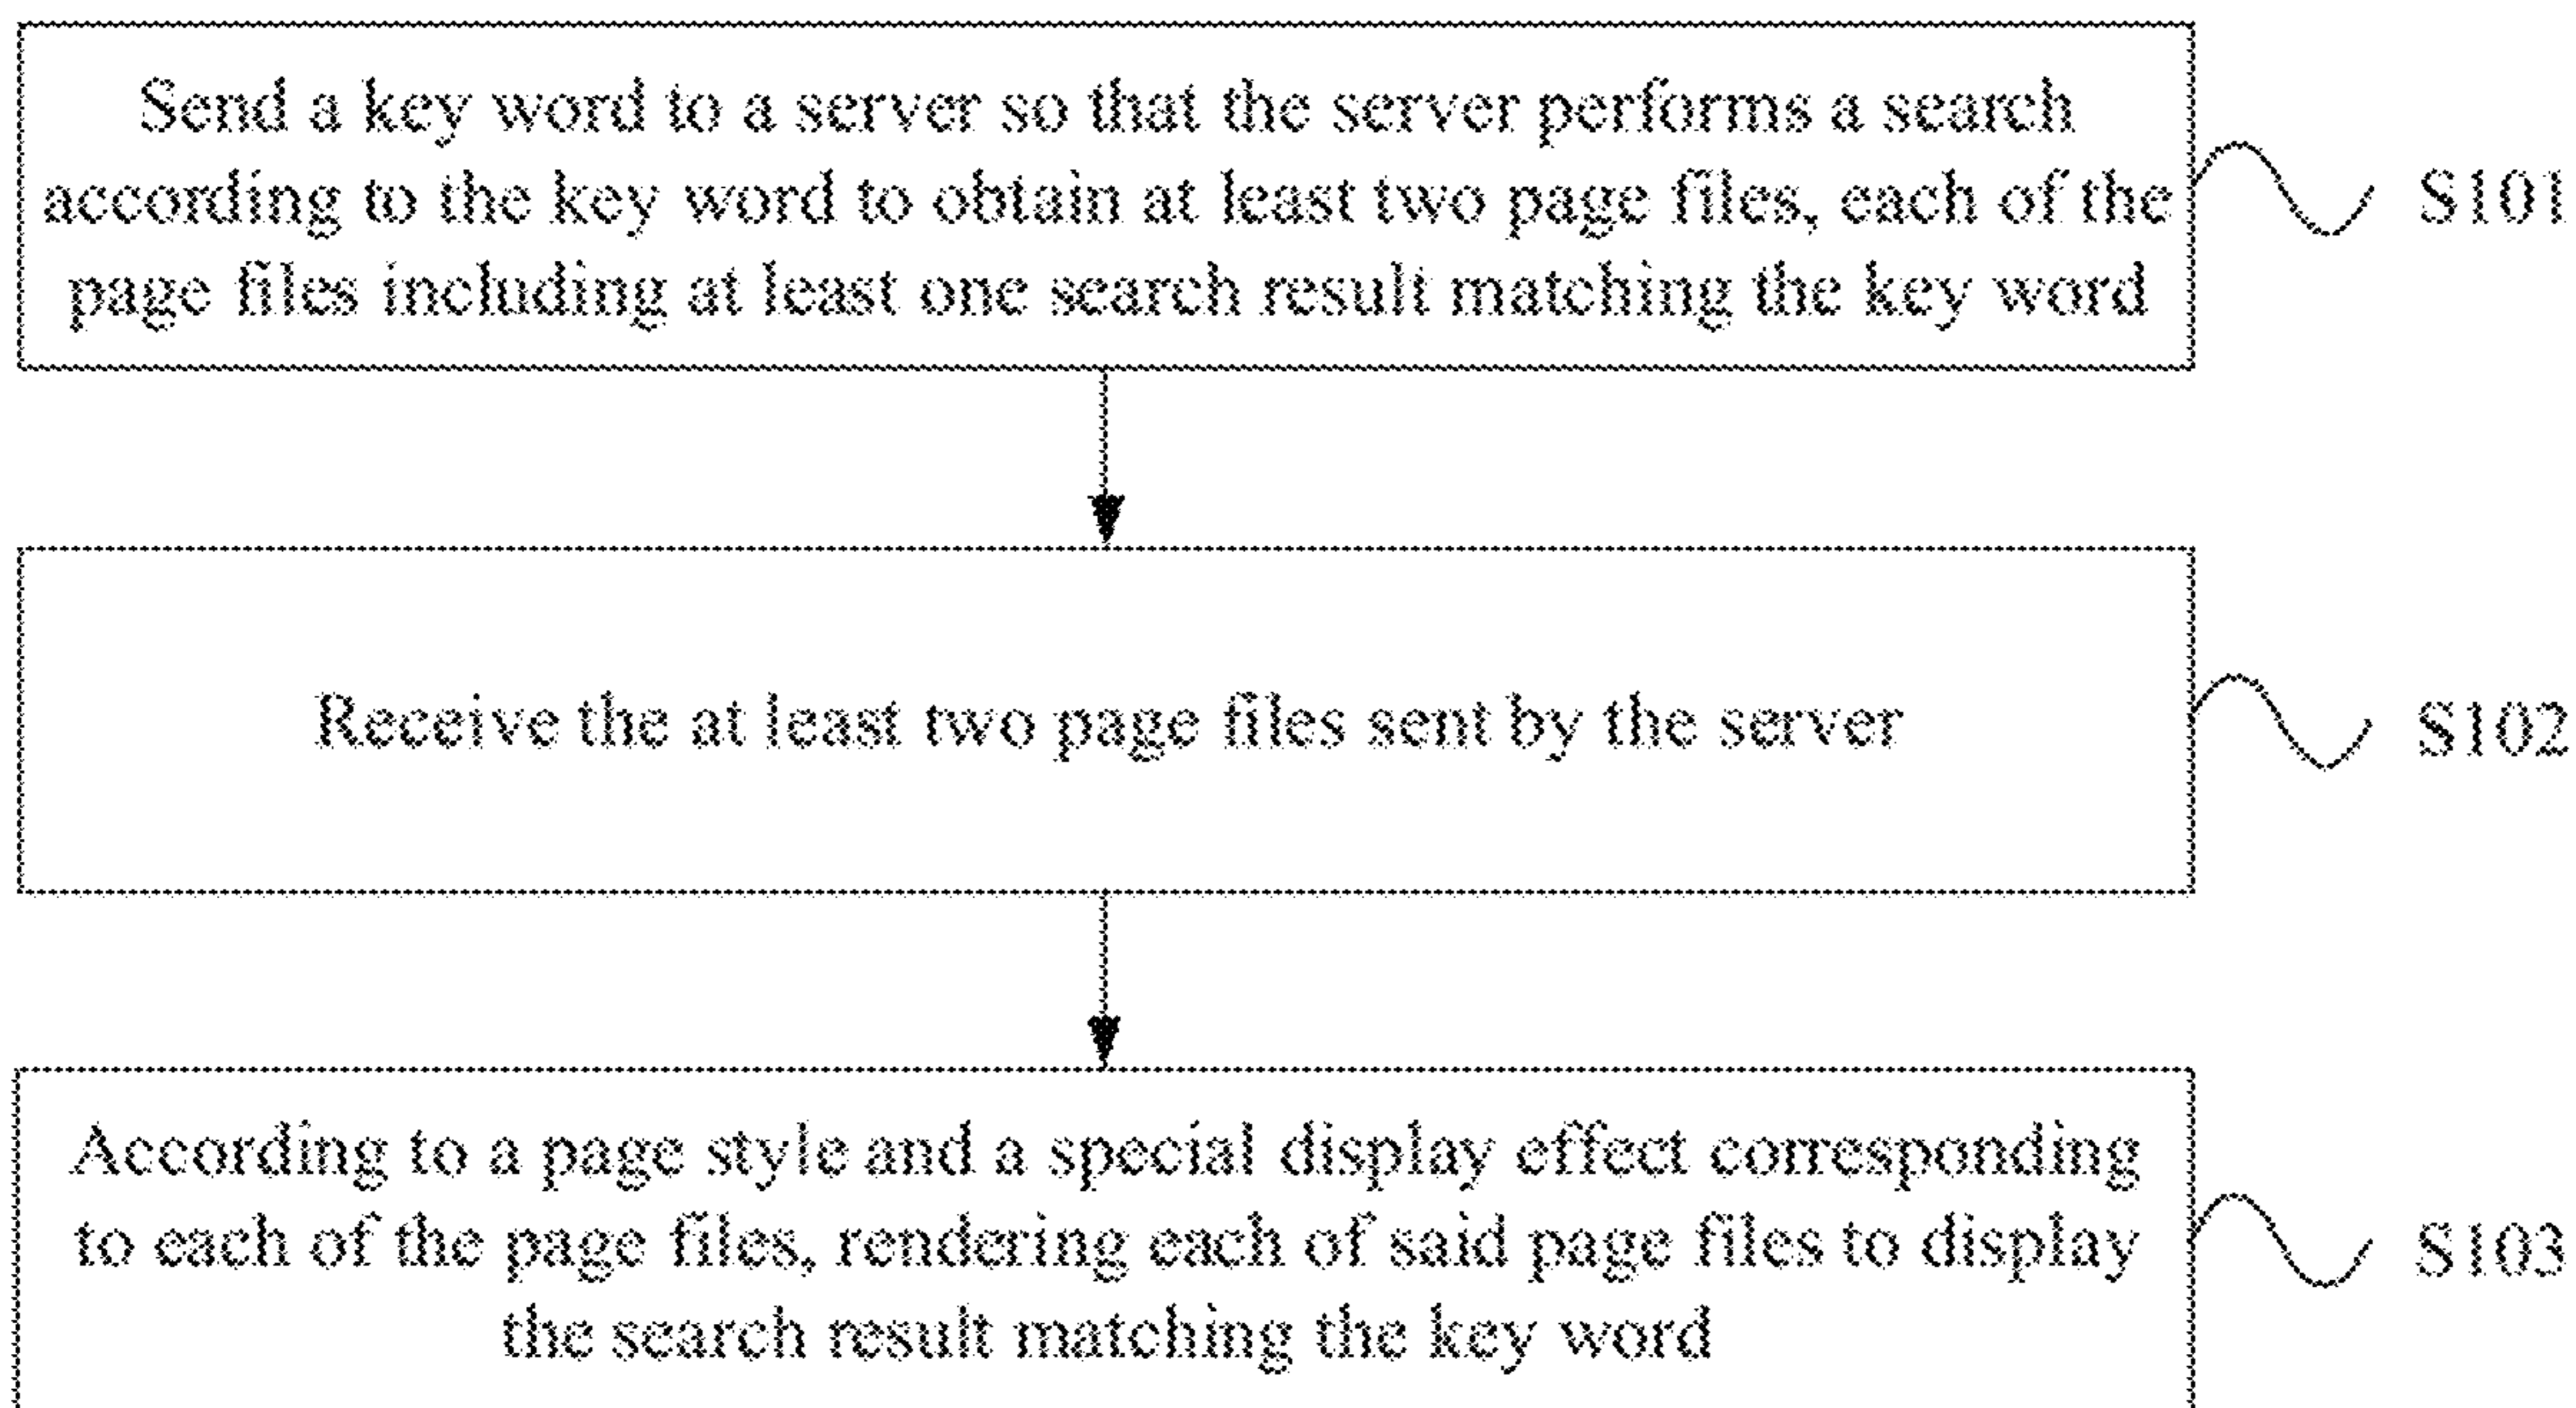 Send a key word to a server so that the server performs a search
according to the key word to obtain at least two page files, each of the
page files including at least one search result matching the key word
S101
Receive the at least two page files sent by the server
S102
According to a page style and a special display effect corresponding
to each of the page files, rendering each of said page files to display
the search result matching the key word
S103